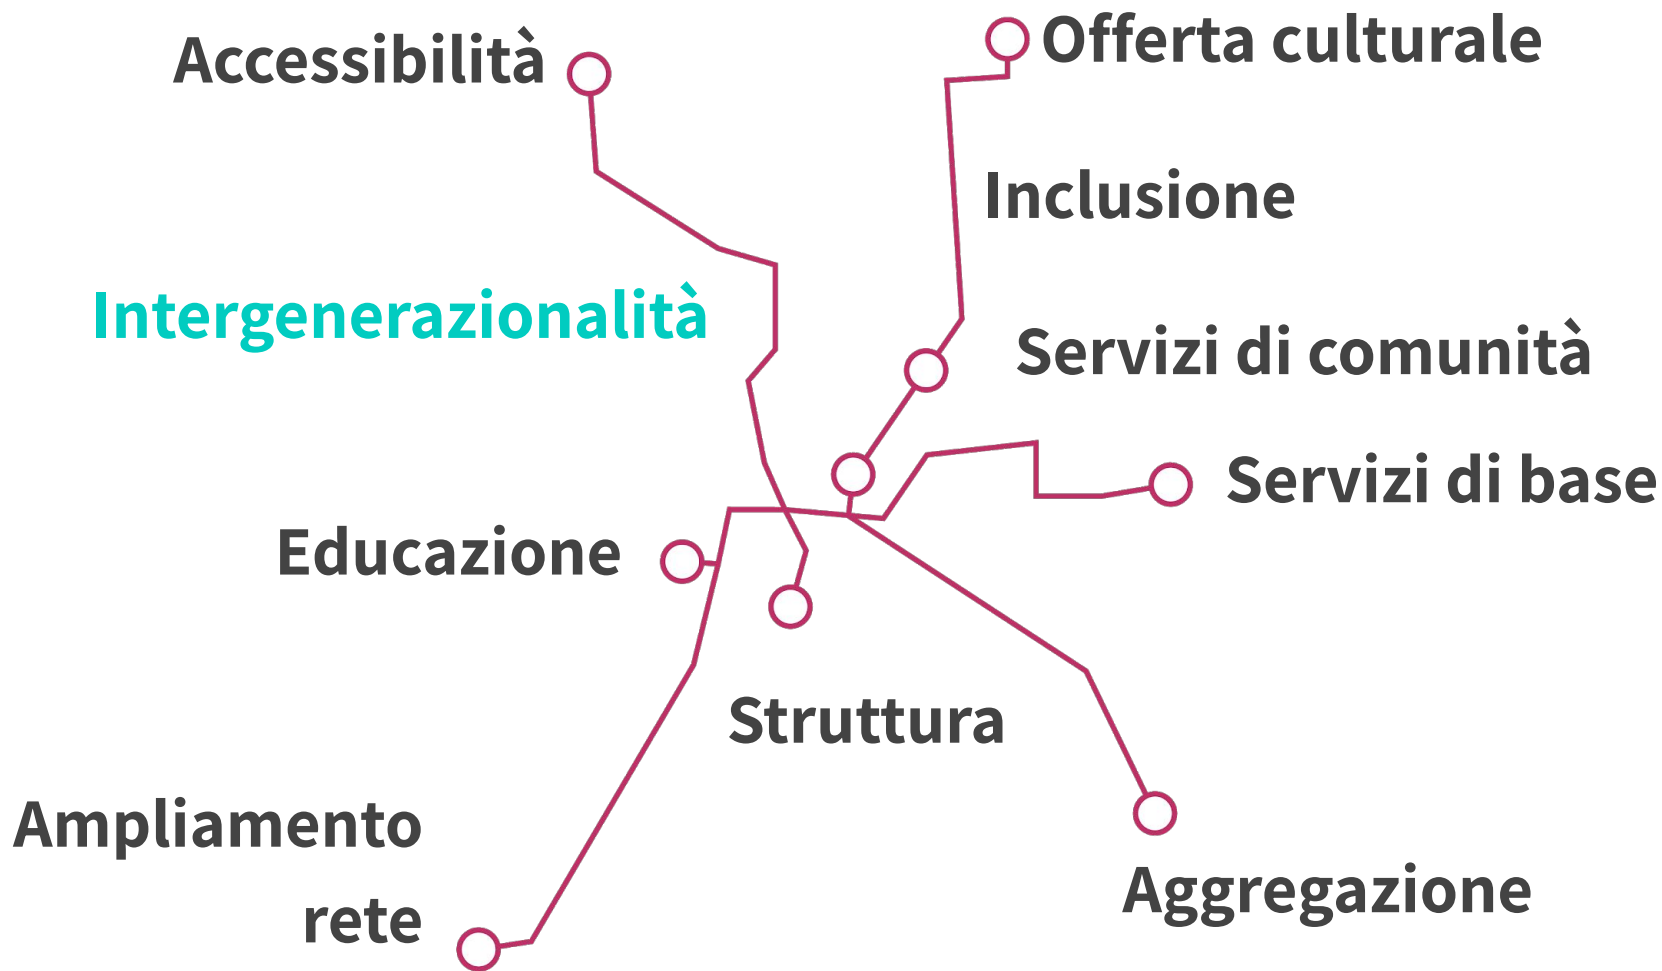 Accessibilità
Offerta culturale
Inclusione
Intergenerazionalità
Servizi di comunità
Servizi di base
Educazione
Struttura
Ampliamento
rete
Aggregazione